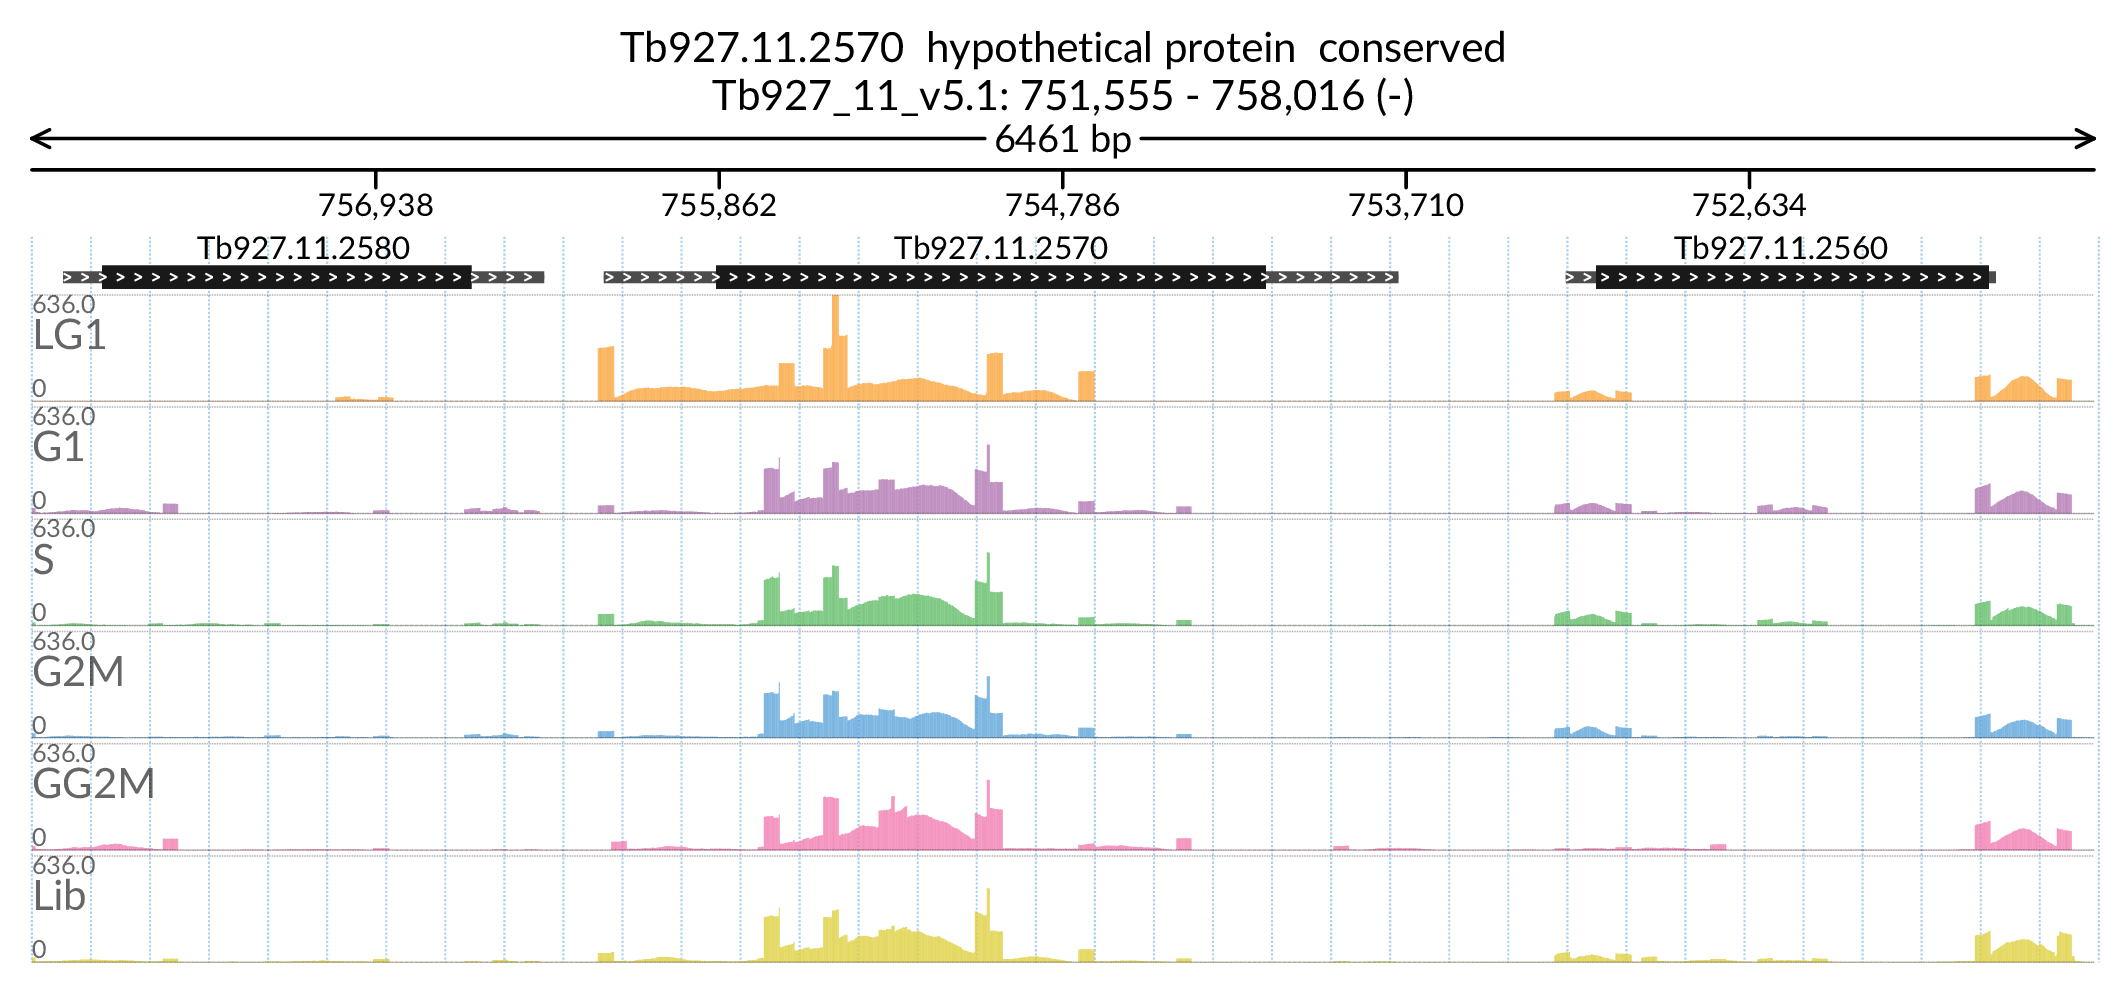 Tb927.11.2570 hypothetical protein conserved
Tb927_11_v5.1: 751,555 - 758,016 (-)
6461 bp
756,938 755,862 754,786 753,710 752,634
Tb927.11.2580 Tb927.11.2570 Tb927.11.2560
636.0
LG1
0
636.0
G1
0
636.0
S
0
636.0
G2M
0
636.0
GG2M
0
636.0
Lib
0